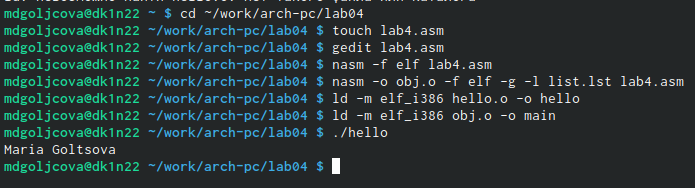 mdgoljcova@dk1n22 ~ $ cd ~/work/arch-pc/lab04
mdgoljcova@dk1n22 ~/work/arch-pc/lab04 $ touch lab4.asm
mdgoljcova@dk1n22 ~/work/arch-pc/lab04 $ gedit lab4.asm
mdgoljcova@dk1n22 ~/work/arch-pc/lab04 $ nasm -f elf lab4.asm
mdgoljcova@dk1n22 ~/work/arch-pc/lab04 $ nasm -o obj.o -f elf -g -l list.lst lab4.asm
mdgoljcova@dk1n22 ~/work/arch-pc/lab04 $ ld -m elf_i386 hello.o -o hello
mdgoljcova@dk1n22 ~/work/arch-pc/lab04 $ ld -m elf_i386 obj.o -o main
mdgoljcova@dk1n22 ~/work/arch-pc/lab04 $ ./hello
Maria Goltsova
mdgoljcova@dk1n22 ~/work/arch-pc/lab04 $